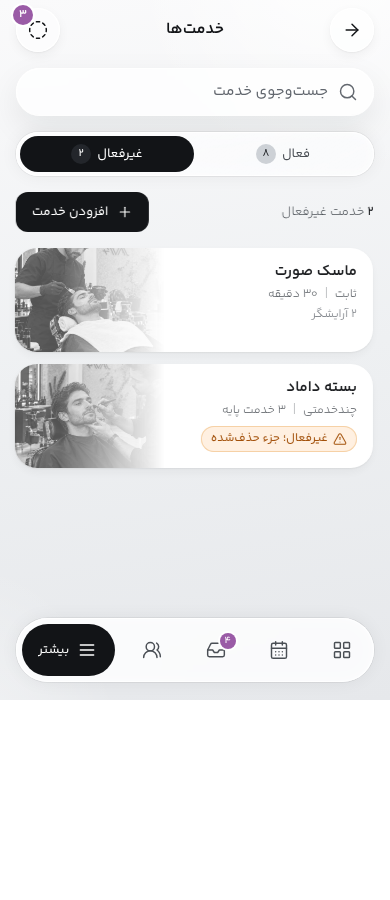 خدمت‌ها
۳
جست‌وجوی خدمت
فعال ۸
غیرفعال ۲
۲ خدمت غیرفعال
افزودن خدمت
ماسک صورت
ثابت | ۳۰ دقیقه
۲ آرایشگر
بسته داماد
چندخدمتی | ۳ خدمت پایه
غیرفعال؛ جزء حذف‌شده
۴
بیشتر